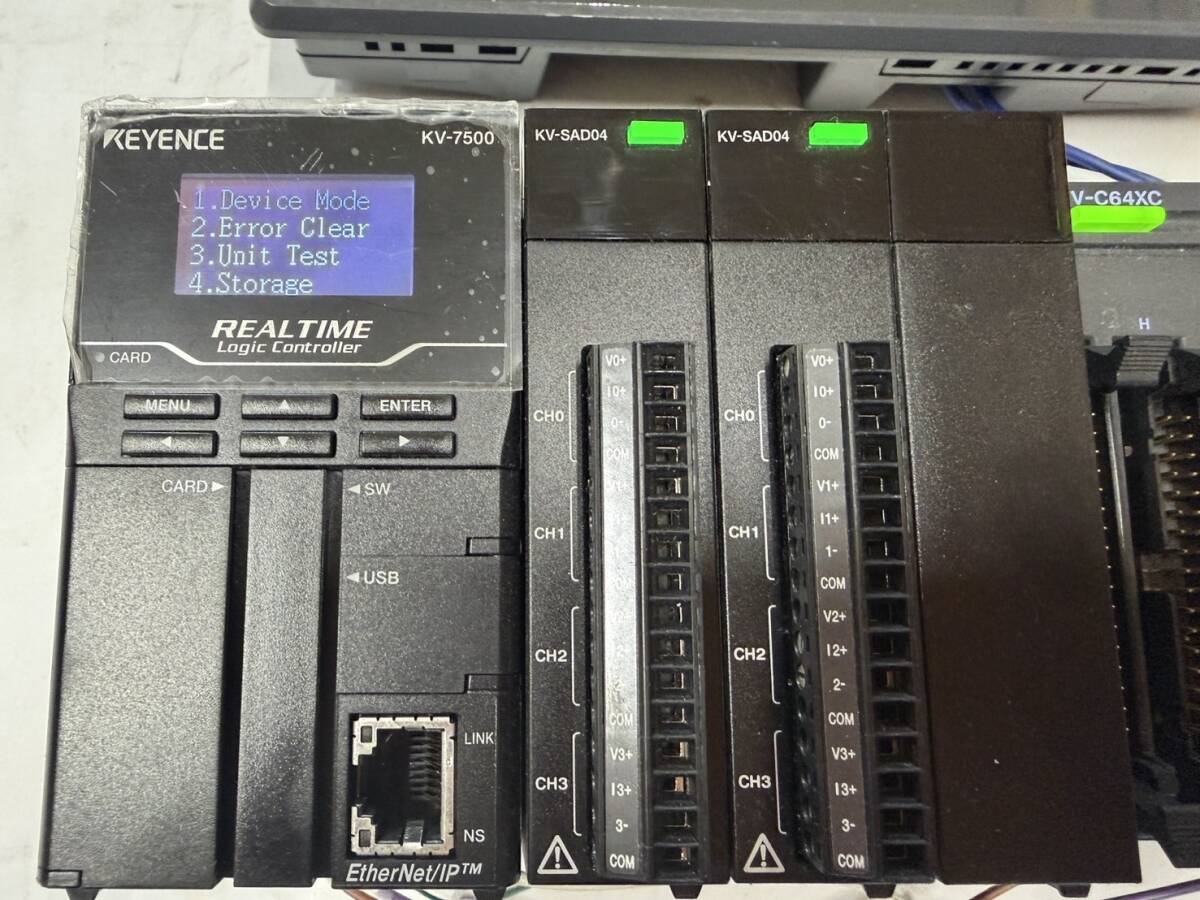 KEYENCE
KV-7500
1.Device Mode
2.Error Clear
3.Unit Test
4.Storage
REALTIME
Logic Controller
CARD
MENU
ENTER
CARD
SW
USB
LINK
NS
EtherNet/IP™
KV-SAD04
CH0
CH1
CH2
CH3
V0+
I0+
0-
COM
V1+
I1+
COM
COM
V3+
I3+
3-
COM
KV-SAD04
CH0
CH1
CH2
CH3
V0+
I0+
0-
COM
V1+
I1+
1-
COM
V2+
I2+
2-
COM
V3+
I3+
3-
COM
V-C64XC
H